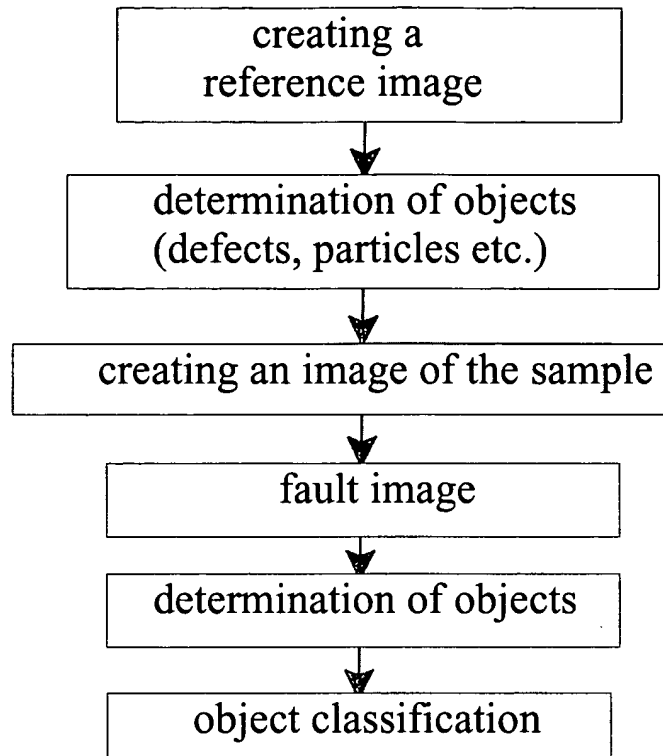 creating a
reference image
determination of objects
(defects, particles etc.)
creating an image of the sample
fault image
determination of objects
object classification